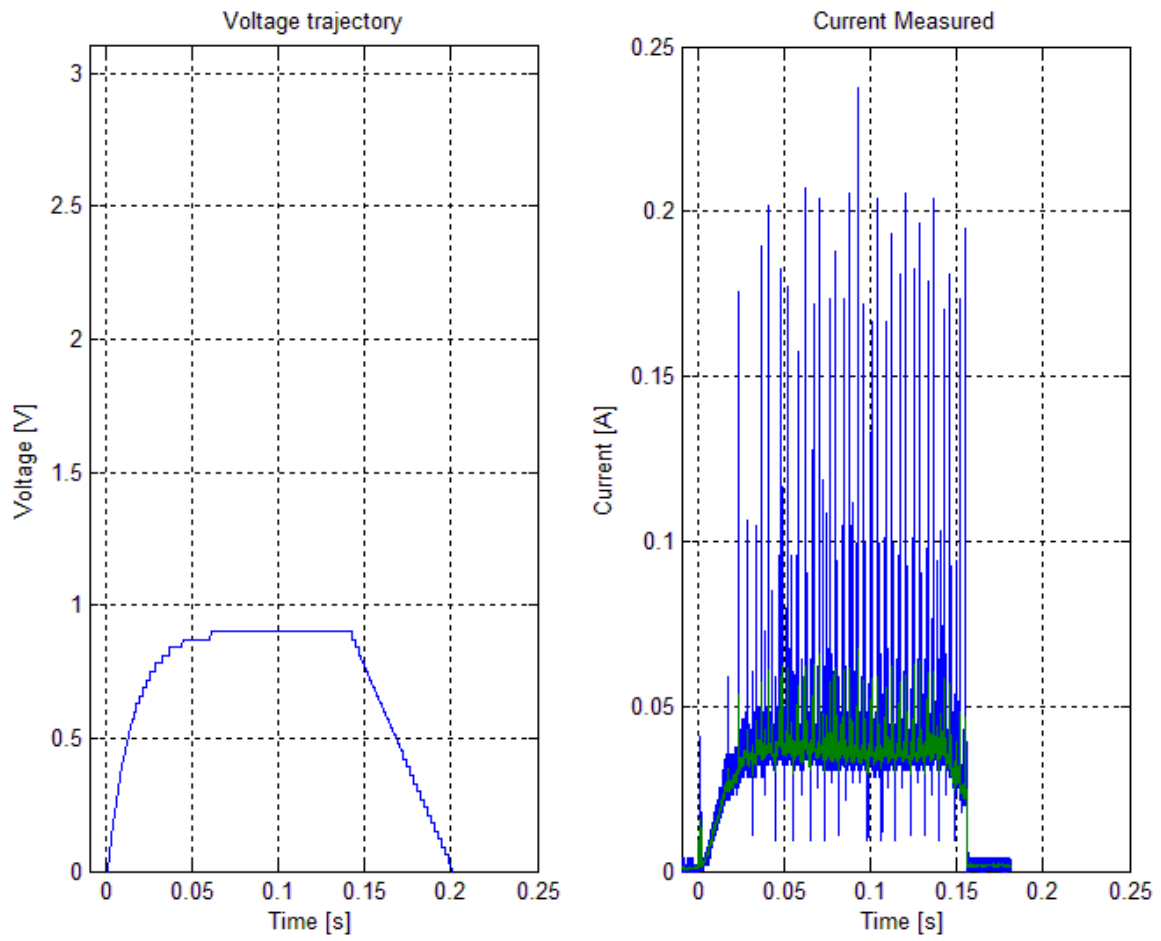 Voltage trajectory
3
2.5
2
1.5
1
0.5
0
Voltage [V]
0 0.05 0.1 0.15 0.2 0.25
Time [s]
Current Measured
0.25
0.2
0.15
0.1
0.05
0
Current [A]
0 0.05 0.10 0.15 0.2 0.25
Time [s]